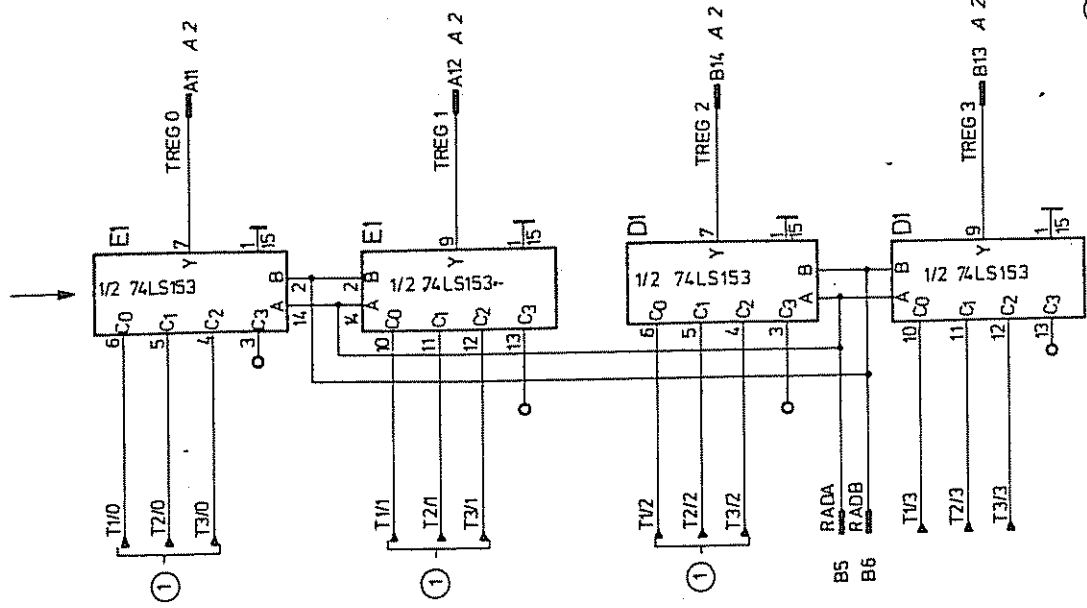 E1
1/2 74LS153
6 C0
5 C1
4 C2
3 C3
Y 7
1
15
A 14
B 2
T1/0
T2/0
T3/0
1
TREG 0
A11 A 2
E1
1/2 74LS153
10 C0
11 C1
12 C2
13 C3
Y 9
1
15
A 14
B 2
T1/1
T2/1
T3/1
1
TREG 1
A12 A 2
D1
1/2 74LS153
6 C0
5 C1
4 C2
3 C3
Y 7
1
15
A
B
T1/2
T2/2
T3/2
1
TREG 2
B14 A 2
B5 RADA
B6 RADB
D1
1/2 74LS153
10 C0
11 C1
12 C2
13 C3
Y 9
1
15
A
B
T1/3
T2/3
T3/3
TREG 3
B13 A 2